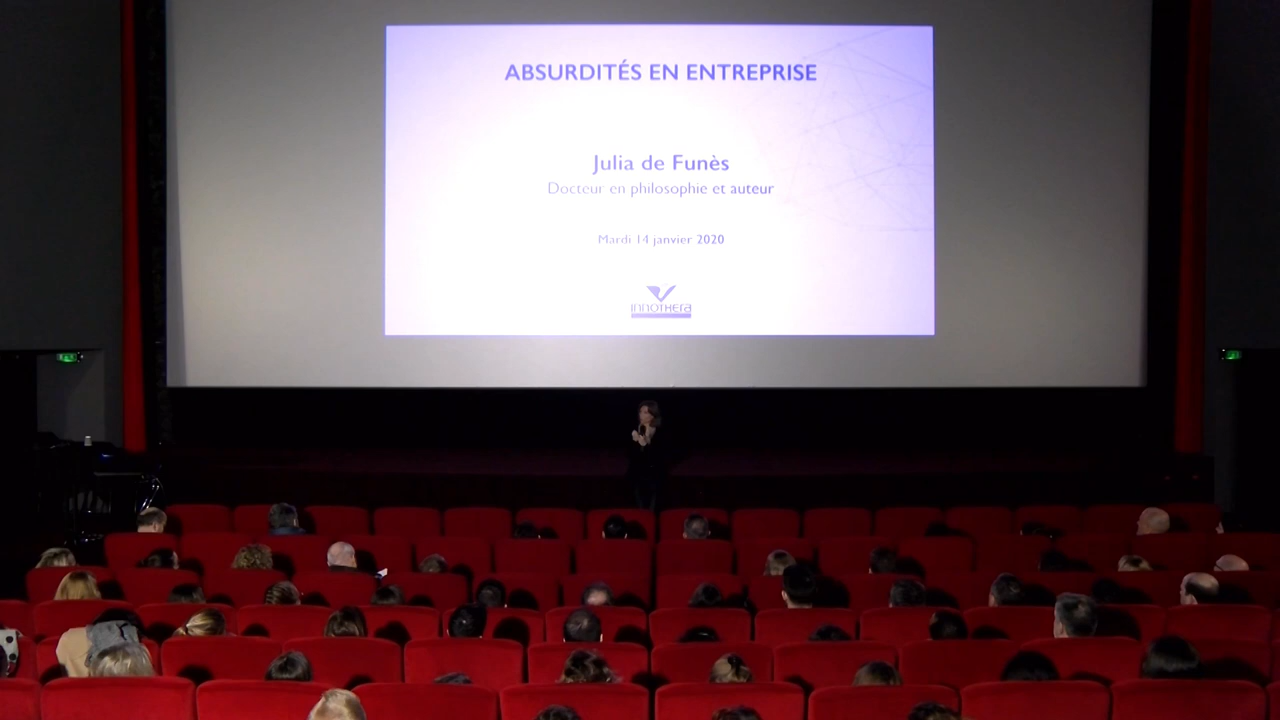 ABSURDITÉS EN ENTREPRISE
Julia de Funès
Docteur en philosophie et auteur
Mardi 14 janvier 2020
INNOTHERA